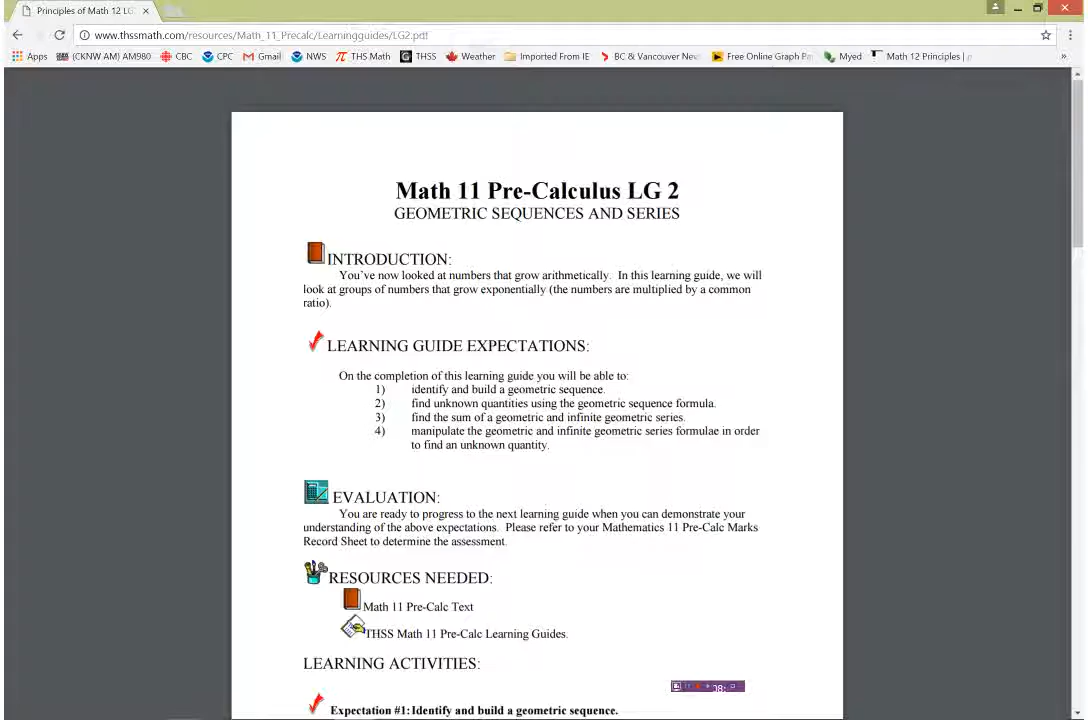 Principles of Math 12 LG
www.thssmath.com/resources/Math_11_Precalc/Learningguides/LG2.pdf
Apps (CKNW AM) AM980 CBC CPC Gmail NWS THS Math THSS Weather Imported From IE BC & Vancouver New Free Online Graph Pa Myed Math 12 Principles | p
Math 11 Pre-Calculus LG 2
GEOMETRIC SEQUENCES AND SERIES
INTRODUCTION:
You've now looked at numbers that grow arithmetically. In this learning guide, we will
look at groups of numbers that grow exponentially (the numbers are multiplied by a common
ratio).
LEARNING GUIDE EXPECTATIONS:
On the completion of this learning guide you will be able to:
1) identify and build a geometric sequence.
2) find unknown quantities using the geometric sequence formula.
3) find the sum of a geometric and infinite geometric series.
4) manipulate the geometric and infinite geometric series formulae in order
to find an unknown quantity.
EVALUATION:
You are ready to progress to the next learning guide when you can demonstrate your
understanding of the above expectations. Please refer to your Mathematics 11 Pre-Calc Marks
Record Sheet to determine the assessment.
RESOURCES NEEDED:
Math 11 Pre-Calc Text
THSS Math 11 Pre-Calc Learning Guides.
LEARNING ACTIVITIES:
Expectation #1: Identify and build a geometric sequence.